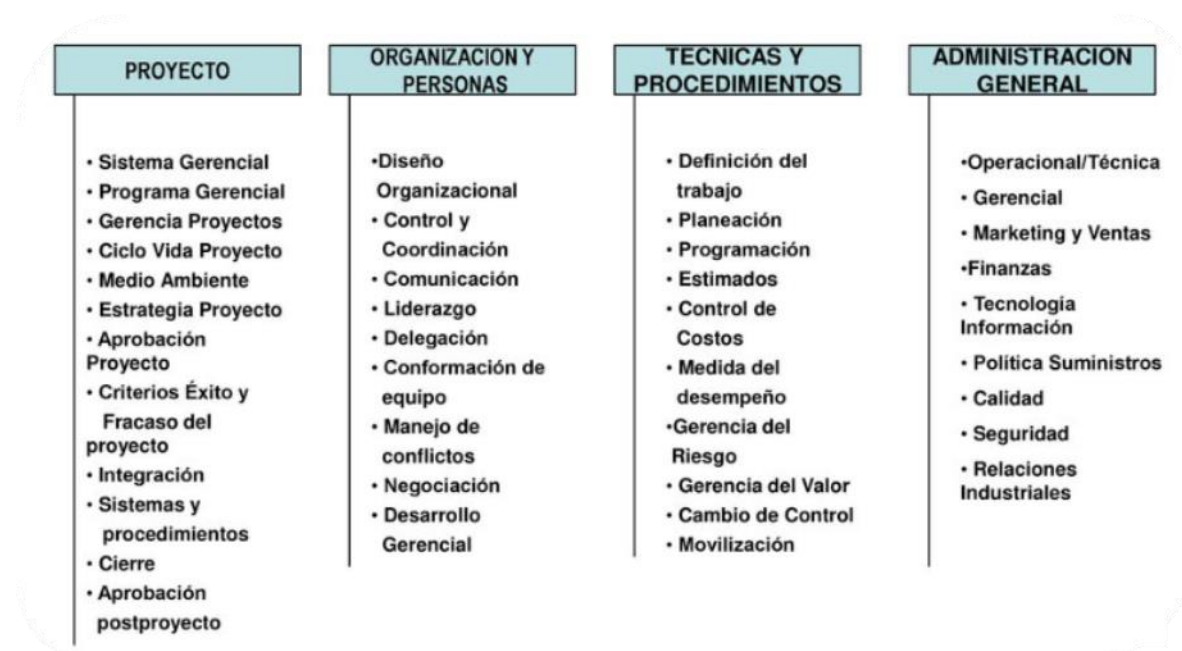 PROYECTO
• Sistema Gerencial
• Programa Gerencial
• Gerencia Proyectos
• Ciclo Vida Proyecto
• Medio Ambiente
• Estrategia Proyecto
• Aprobación
Proyecto
• Criterios Éxito y
Fracaso del
proyecto
• Integración
• Sistemas y
procedimientos
• Cierre
• Aprobación
postproyecto
ORGANIZACION Y
PERSONAS
•Diseño
Organizacional
• Control y
Coordinación
• Comunicación
• Liderazgo
• Delegación
• Conformación de
equipo
• Manejo de
conflictos
• Negociación
• Desarrollo
Gerencial
TECNICAS Y
PROCEDIMIENTOS
• Definición del
trabajo
• Planeación
• Programación
• Estimados
• Control de
Costos
• Medida del
desempeño
•Gerencia del
Riesgo
• Gerencia del Valor
• Cambio de Control
• Movilización
ADMINISTRACION
GENERAL
•Operacional/Técnica
• Gerencial
• Marketing y Ventas
•Finanzas
• Tecnología
Información
• Política Suministros
• Calidad
• Seguridad
• Relaciones
Industriales